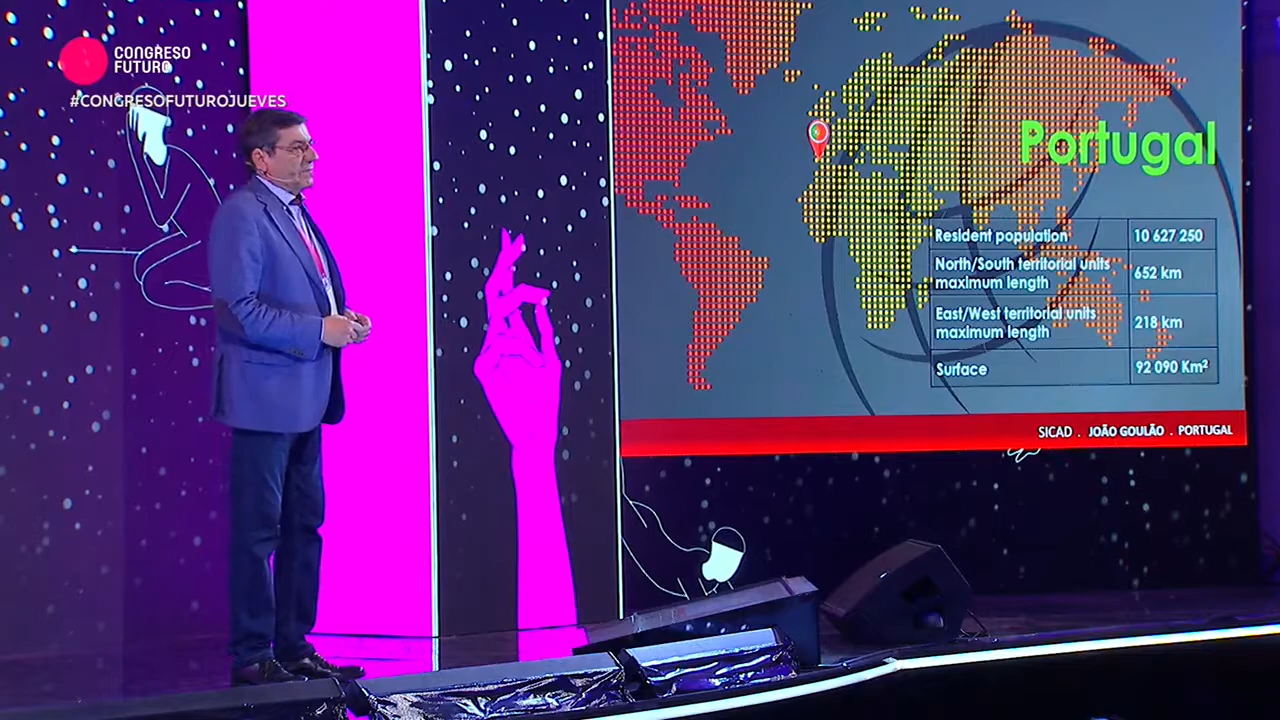 CONGRESO
FUTURO
#CONGRESOFUTUROJUEVES
Portugal
Resident population 10 627 250
North/South territorial units
maximum length 652 km
East/West territorial units
maximum length 218 km
Surface 92 090 Km²
SICAD . JOÃO GOULÃO . PORTUGAL